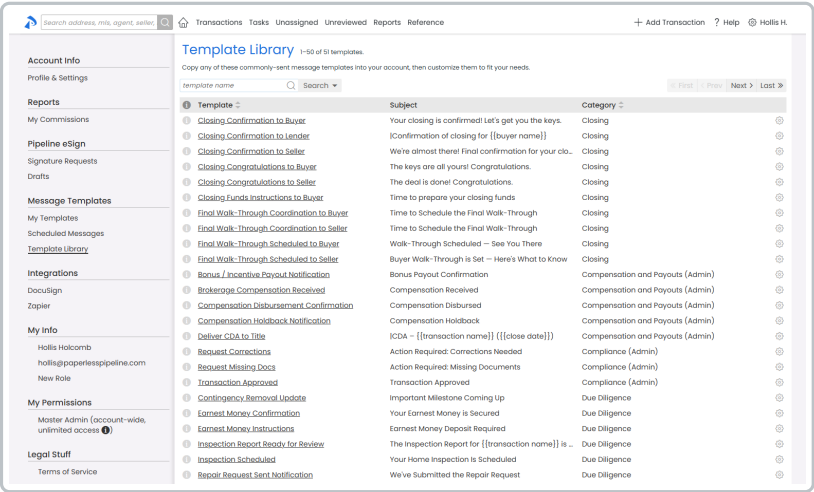 Search address, mls, agent, seller,
Transactions Tasks Unassigned Unreviewed Reports Reference
+ Add Transaction ? Help Hollis H.
Account Info
Profile & Settings
Reports
My Commissions
Pipeline eSign
Signature Requests
Drafts
Message Templates
My Templates
Scheduled Messages
Template Library
Integrations
DocuSign
Zapier
My Info
Hollis Holcomb
hollis@paperlesspipeline.com
New Role
My Permissions
Master Admin (account-wide,
unlimited access i)
Legal Stuff
Terms of Service
Template Library 1-50 of 51 templates.
Copy any of these commonly-sent message templates into your account, then customize them to fit your needs.
template name Search
« First ‹ Prev Next › Last »
Template Subject Category
Closing Confirmation to Buyer Your closing is confirmed! Let's get you the keys. Closing
Closing Confirmation to Lender |Confirmation of closing for {{buyer name}} Closing
Closing Confirmation to Seller We're almost there! Final confirmation for your clo... Closing
Closing Congratulations to Buyer The keys are all yours! Congratulations. Closing
Closing Congratulations to Seller The deal is done! Congratulations. Closing
Closing Funds Instructions to Buyer Time to prepare your closing funds Closing
Final Walk-Through Coordination to Buyer Time to Schedule the Final Walk-Through Closing
Final Walk-Through Coordination to Seller Time to Schedule the Final Walk-Through Closing
Final Walk-Through Scheduled to Buyer Walk-Through Scheduled — See You There Closing
Final Walk-Through Scheduled to Seller Buyer Walk-Through is Set — Here's What to Know Closing
Bonus / Incentive Payout Notification Bonus Payout Confirmation Compensation and Payouts (Admin)
Brokerage Compensation Received Compensation Received Compensation and Payouts (Admin)
Compensation Disbursement Confirmation Compensation Disbursed Compensation and Payouts (Admin)
Compensation Holdback Notification Compensation Holdback Compensation and Payouts (Admin)
Deliver CDA to Title |CDA – {{transaction name}} ({{close date}}) Compensation and Payouts (Admin)
Request Corrections Action Required: Corrections Needed Compliance (Admin)
Request Missing Docs Action Required: Missing Documents Compliance (Admin)
Transaction Approved Transaction Approved Compliance (Admin)
Contingency Removal Update Important Milestone Coming Up Due Diligence
Earnest Money Confirmation Your Earnest Money is Secured Due Diligence
Earnest Money Instructions Earnest Money Deposit Required Due Diligence
Inspection Report Ready for Review The Inspection Report for {{transaction name}} is ... Due Diligence
Inspection Scheduled Your Home Inspection Is Scheduled Due Diligence
Repair Request Sent Notification We've Submitted the Repair Request Due Diligence